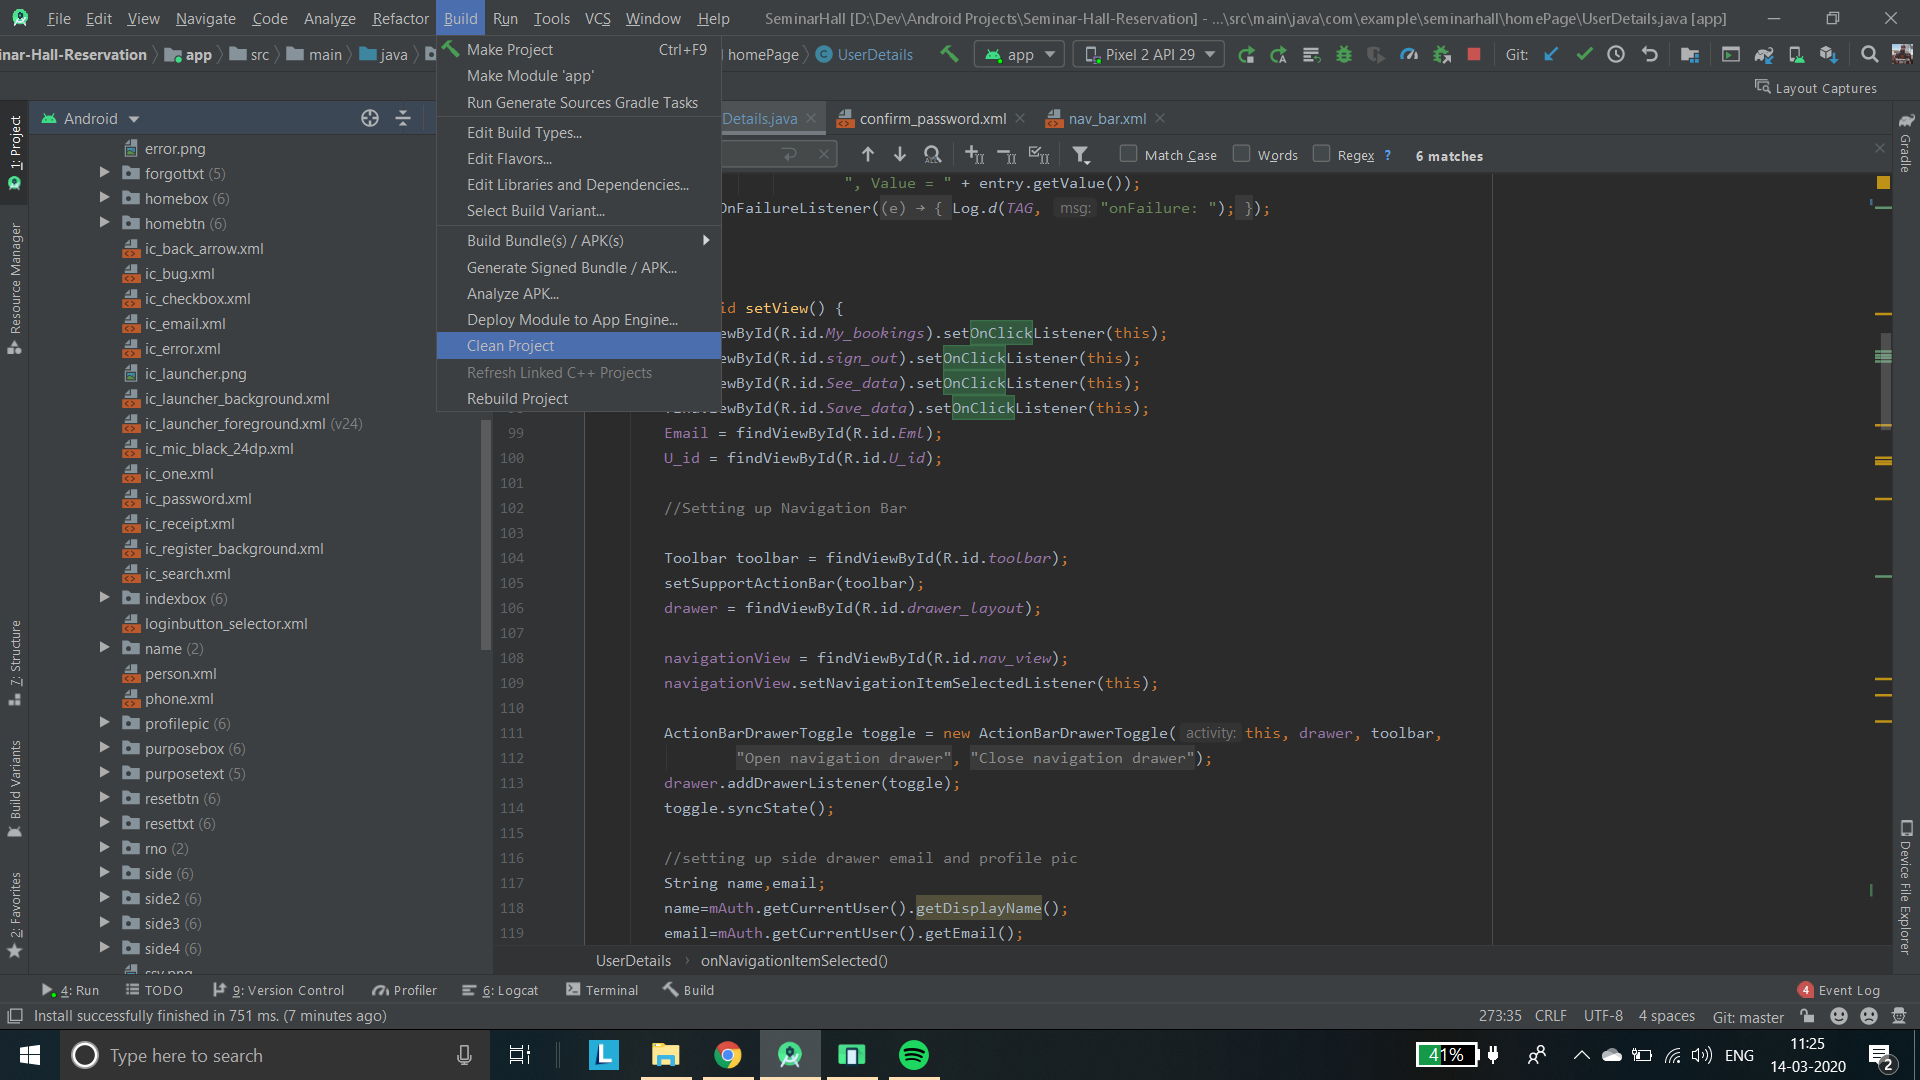 File Edit View Navigate Code Analyze Refactor Build Run Tools VCS Window Help SeminarHall [D:\Dev\Android Projects\Seminar-Hall-Reservation] - ...\src\main\java\com\example\seminarhall\homePage\UserDetails.java [app]
inar-Hall-Reservation app src main java homePage UserDetails app Pixel 2 API 29 Git:
Layout Captures
Make Project Ctrl+F9
Make Module 'app'
Run Generate Sources Gradle Tasks
Edit Build Types...
Edit Flavors...
Edit Libraries and Dependencies...
Select Build Variant...
Build Bundle(s) / APK(s)
Generate Signed Bundle / APK...
Analyze APK...
Deploy Module to App Engine...
Clean Project
Refresh Linked C++ Projects
Rebuild Project
1: Project
Resource Manager
7: Structure
Build Variants
2: Favorites
Android
error.png
forgottxt (5)
homebox (6)
homebtn (6)
ic_back_arrow.xml
ic_bug.xml
ic_checkbox.xml
ic_email.xml
ic_error.xml
ic_launcher.png
ic_launcher_background.xml
ic_launcher_foreground.xml (v24)
ic_mic_black_24dp.xml
ic_one.xml
ic_password.xml
ic_receipt.xml
ic_register_background.xml
ic_search.xml
indexbox (6)
loginbutton_selector.xml
name (2)
person.xml
phone.xml
profilepic (6)
purposebox (6)
purposetext (5)
resetbtn (6)
resettxt (6)
rno (2)
side (6)
side2 (6)
side3 (6)
side4 (6)
Details.java confirm_password.xml nav_bar.xml
Match Case Words Regex ? 6 matches
", Value = " + entry.getValue());
OnFailureListener((e) → { Log.d(TAG, msg: "onFailure: "); });
id setView() {
ewById(R.id.My_bookings).setOnClickListener(this);
ewById(R.id.sign_out).setOnClickListener(this);
ewById(R.id.See_data).setOnClickListener(this);
ewById(R.id.Save_data).setOnClickListener(this);
99 Email = findViewById(R.id.Eml);
100 U_id = findViewById(R.id.U_id);
101
102 //Setting up Navigation Bar
103
104 Toolbar toolbar = findViewById(R.id.toolbar);
105 setSupportActionBar(toolbar);
106 drawer = findViewById(R.id.drawer_layout);
107
108 navigationView = findViewById(R.id.nav_view);
109 navigationView.setNavigationItemSelectedListener(this);
110
111 ActionBarDrawerToggle toggle = new ActionBarDrawerToggle( activity: this, drawer, toolbar,
112 "Open navigation drawer", "Close navigation drawer");
113 drawer.addDrawerListener(toggle);
114 toggle.syncState();
115
116 //setting up side drawer email and profile pic
117 String name,email;
118 name=mAuth.getCurrentUser().getDisplayName();
119 email=mAuth.getCurrentUser().getEmail();
UserDetails onNavigationItemSelected()
Gradle
Device File Explorer
4: Run TODO 9: Version Control Profiler 6: Logcat Terminal Build 4 Event Log
Install successfully finished in 751 ms. (7 minutes ago) 273:35 CRLF UTF-8 4 spaces Git: master
Type here to search L 41% ENG 11:25
14-03-2020 2